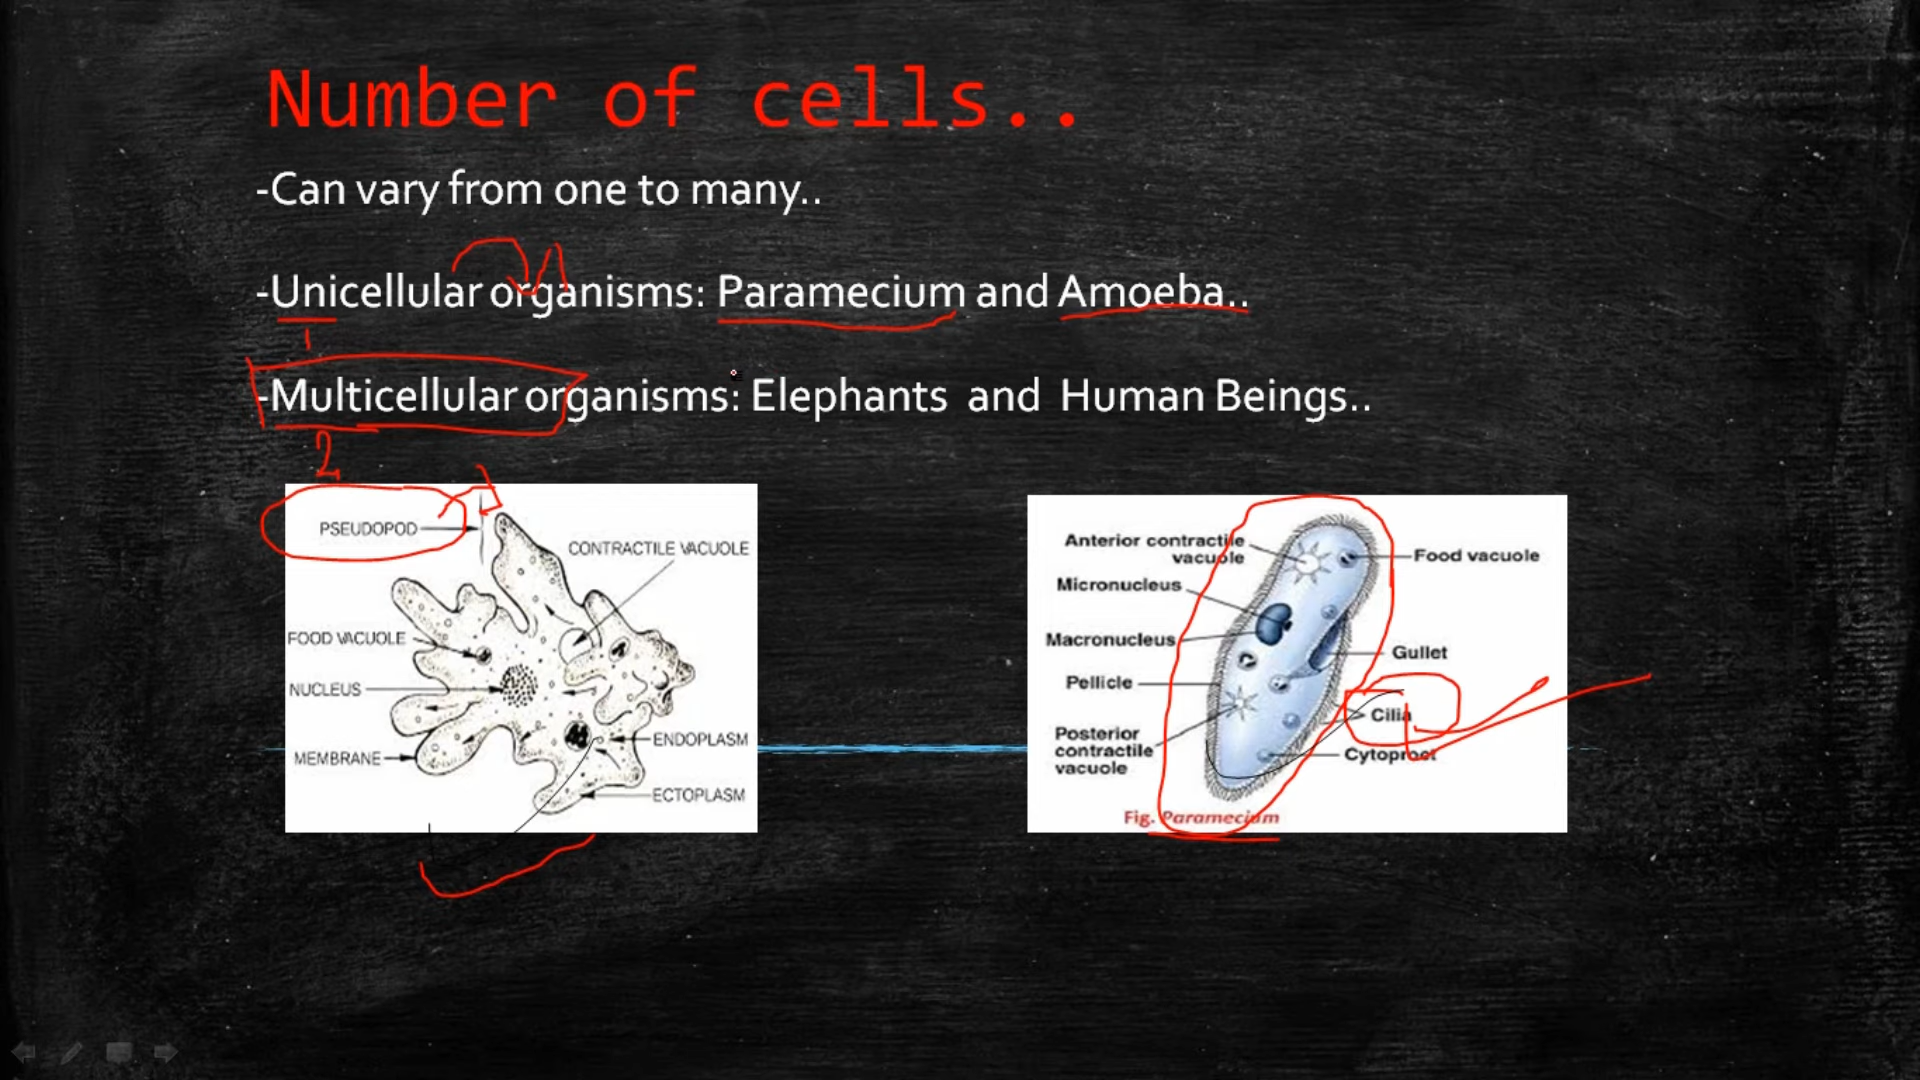 Number of cells..
-Can vary from one to many..
-Unicellular organisms: Paramecium and Amoeba..
1
-Multicellular organisms: Elephants and Human Beings..
2
PSEUDOPOD
CONTRACTILE VACUOLE
FOOD VACUOLE
NUCLEUS
MEMBRANE
ENDOPLASM
ECTOPLASM
Anterior contractile
vacuole
Food vacuole
Micronucleus
Macronucleus
Gullet
Pellicle
Cilia
Posterior
contractile
vacuole
Cytoproct
Fig. Paramecium